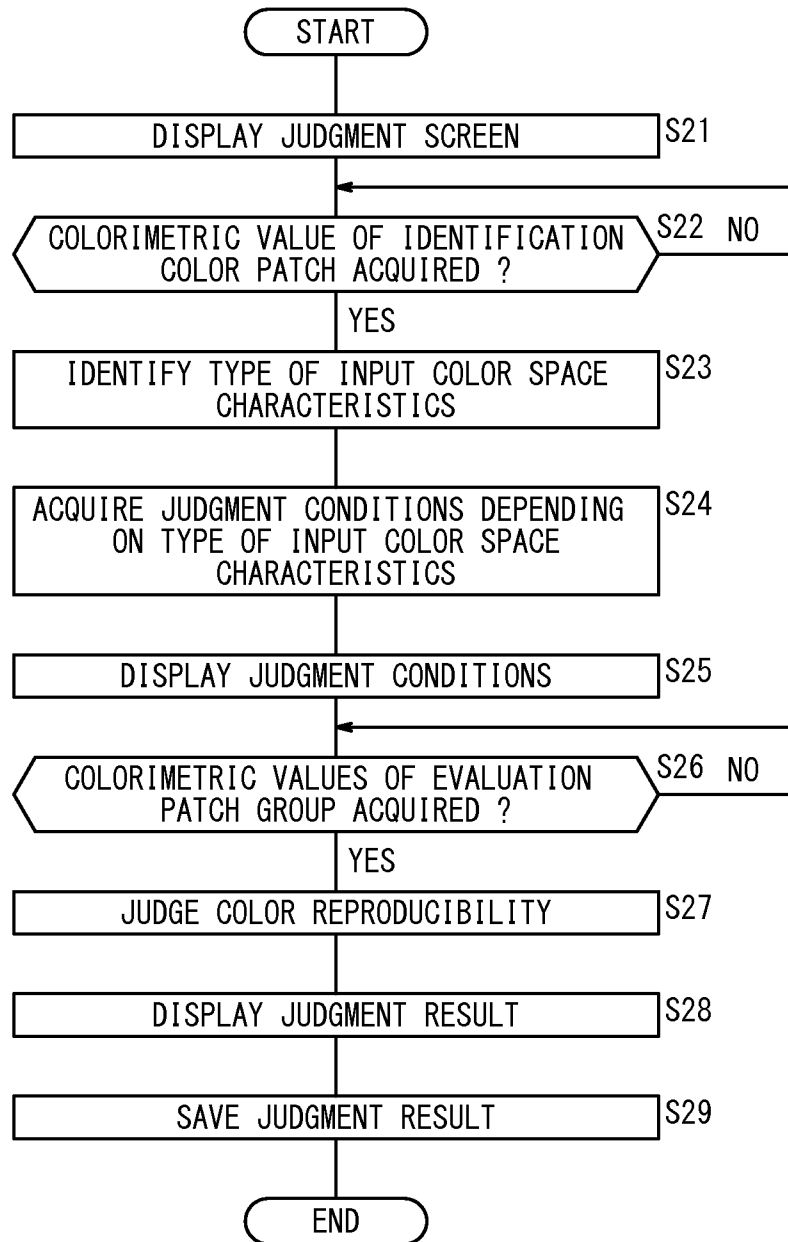 START
DISPLAY JUDGMENT SCREEN
S21
COLORIMETRIC VALUE OF IDENTIFICATION
COLOR PATCH ACQUIRED ?
S22 NO
YES
IDENTIFY TYPE OF INPUT COLOR SPACE
CHARACTERISTICS
S23
ACQUIRE JUDGMENT CONDITIONS DEPENDING
ON TYPE OF INPUT COLOR SPACE
CHARACTERISTICS
S24
DISPLAY JUDGMENT CONDITIONS
S25
COLORIMETRIC VALUES OF EVALUATION
PATCH GROUP ACQUIRED ?
S26 NO
YES
JUDGE COLOR REPRODUCIBILITY
S27
DISPLAY JUDGMENT RESULT
S28
SAVE JUDGMENT RESULT
S29
END